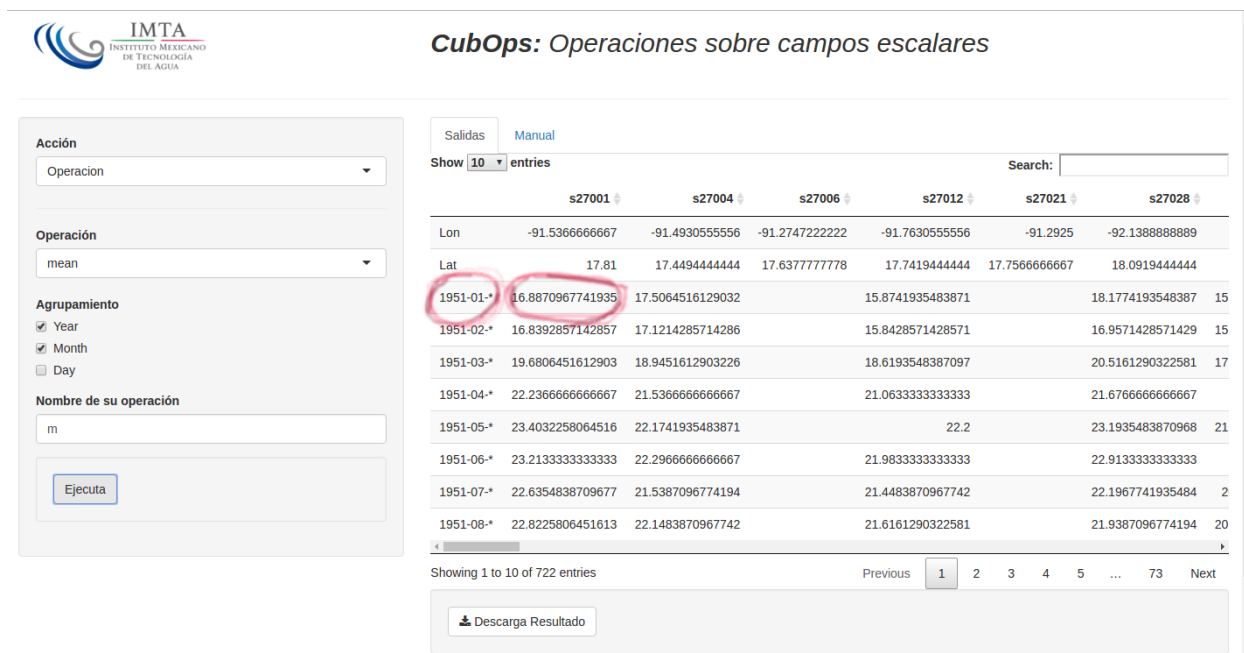 IMTA
INSTITUTO MEXICANO
DE TECNOLOGÍA
DEL AGUA
CubOps: Operaciones sobre campos escalares
Acción
Operacion
Operación
mean
Agrupamiento
Year
Month
Day
Nombre de su operación
m
Ejecuta
Salidas Manual
Show 10 entries Search:
s27001 s27004 s27006 s27012 s27021 s27028
Lon -91.5366666667 -91.4930555556 -91.2747222222 -91.7630555556 -91.2925 -92.1388888889
Lat 17.81 17.4494444444 17.6377777778 17.7419444444 17.7566666667 18.0919444444
1951-01-* 16.8870967741935 17.5064516129032 15.8741935483871 18.1774193548387 15
1951-02-* 16.8392857142857 17.1214285714286 15.8428571428571 16.9571428571429 15
1951-03-* 19.6806451612903 18.9451612903226 18.6193548387097 20.5161290322581 17
1951-04-* 22.2366666666667 21.5366666666667 21.0633333333333 21.6766666666667
1951-05-* 23.4032258064516 22.1741935483871 22.2 23.1935483870968 21
1951-06-* 23.2133333333333 22.2966666666667 21.9833333333333 22.9133333333333
1951-07-* 22.6354838709677 21.5387096774194 21.4483870967742 22.1967741935484 2
1951-08-* 22.8225806451613 22.1483870967742 21.6161290322581 21.9387096774194 20
Showing 1 to 10 of 722 entries Previous 1 2 3 4 5 … 73 Next
Descarga Resultado